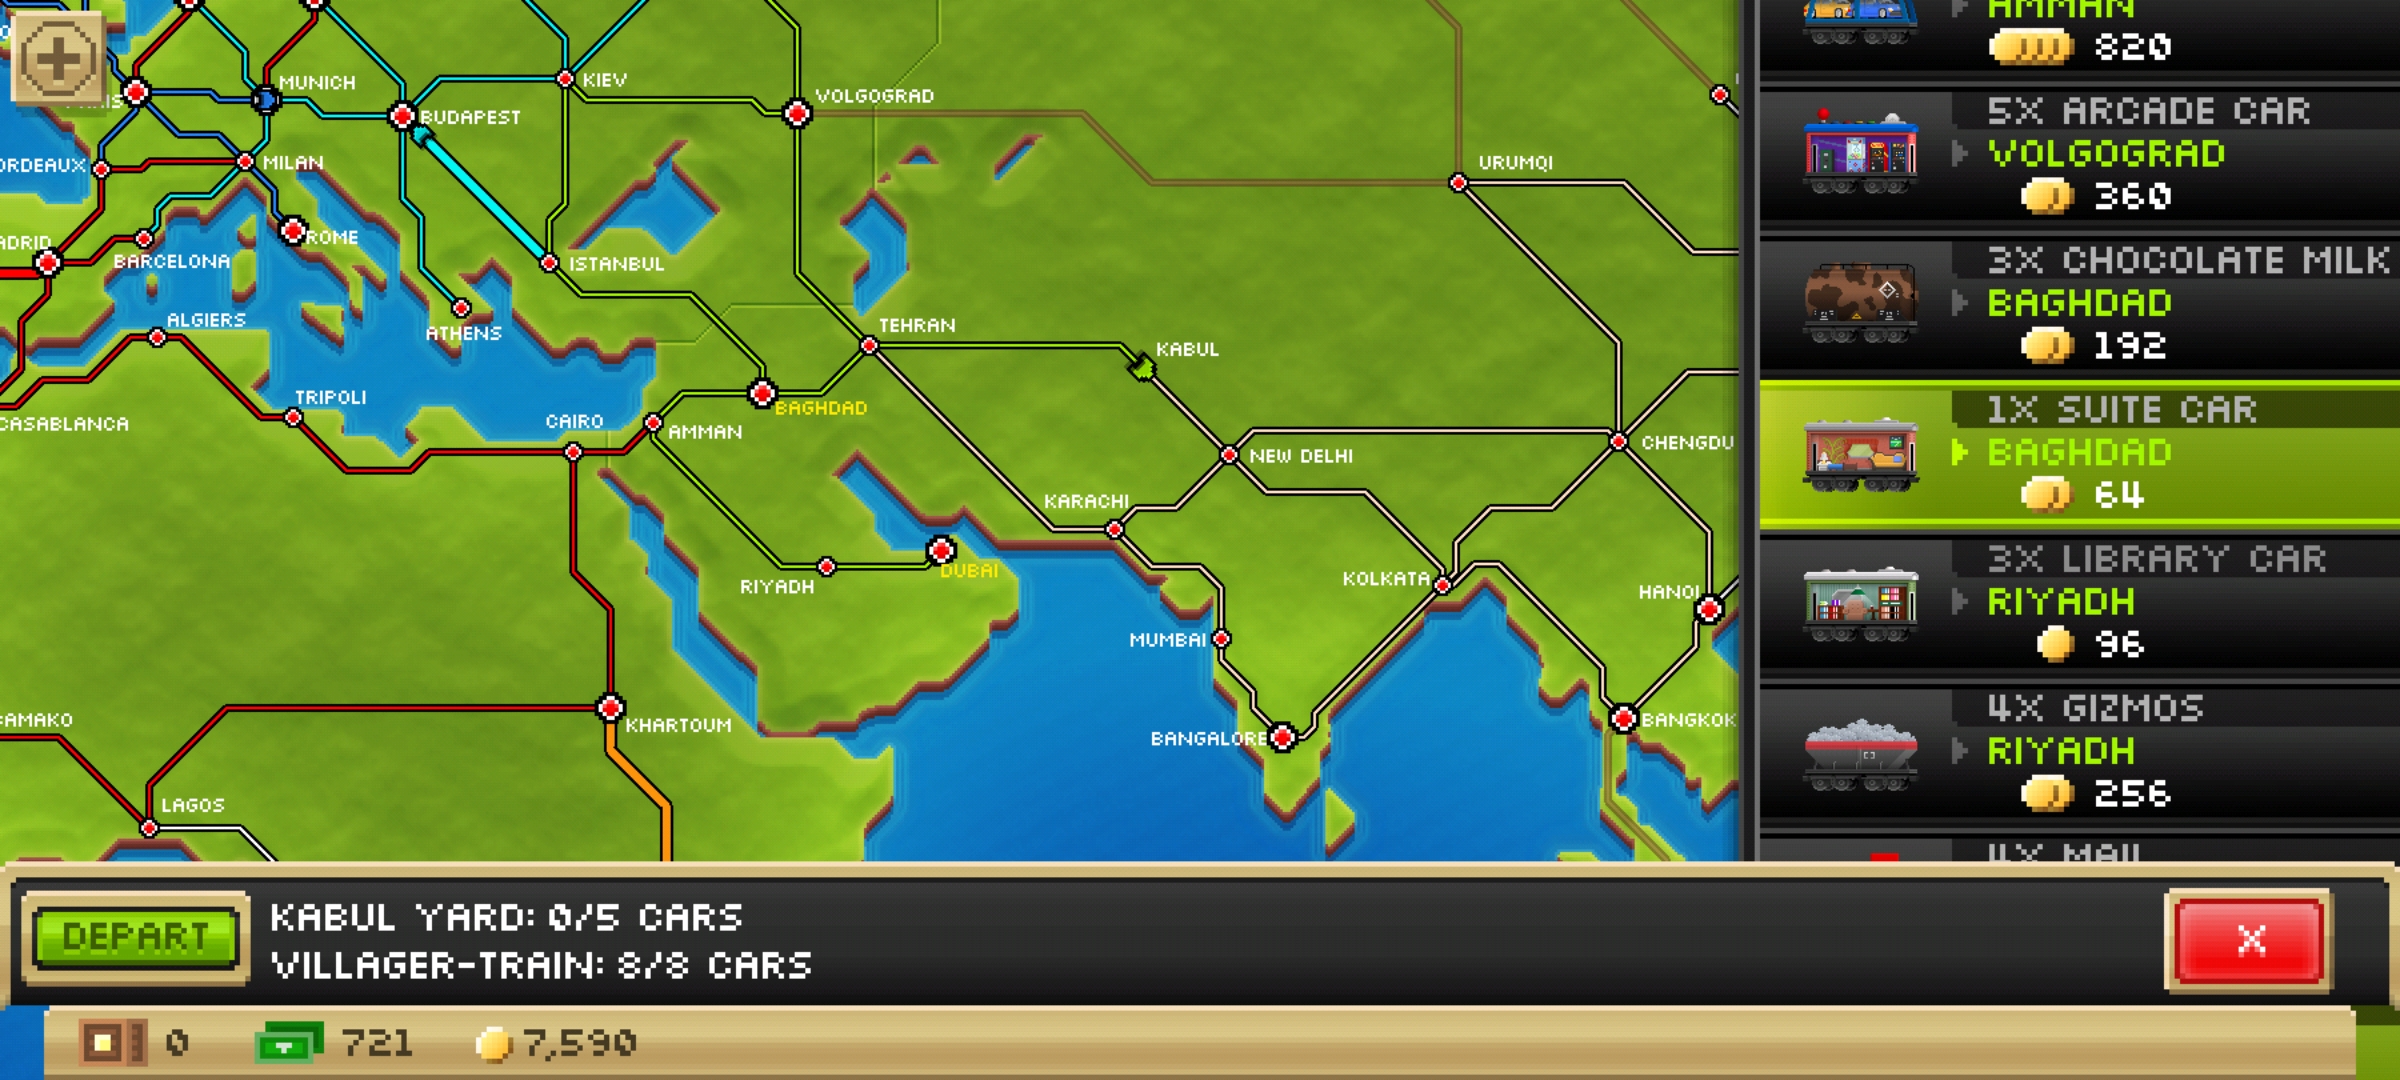 MUNICH
KIEV
VOLGOGRAD
BUDAPEST
URUMQI
MILAN
ROME
BARCELONA
ISTANBUL
ALGIERS
ATHENS
TEHRAN
KABUL
TRIPOLI
CAIRO
BAGHDAD
CASABLANCA
AMMAN
NEW DELHI
CHENGDU
KARACHI
DUBAI
RIYADH
KOLKATA
HANOI
MUMBAI
KHARTOUM
BANGALORE
BANGKOK
LAGOS
AMMAN
820
5X ARCADE CAR
VOLGOGRAD
360
3X CHOCOLATE MILK
BAGHDAD
192
1X SUITE CAR
BAGHDAD
64
3X LIBRARY CAR
RIYADH
96
4X GIZMOS
RIYADH
256
4X MAIL
DEPART
KABUL YARD: 0/5 CARS
VILLAGER-TRAIN: 8/8 CARS
X
0
721
7,590